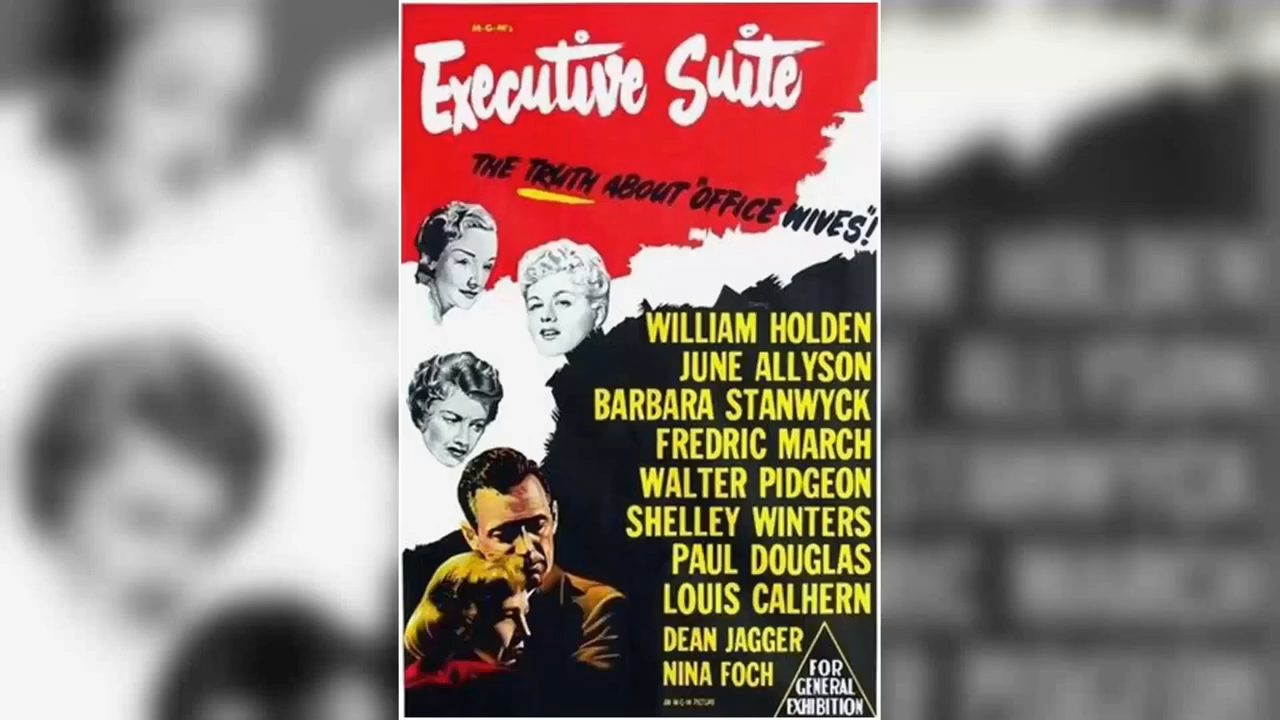 M-G-M's
Executive Suite
THE TRUTH ABOUT "OFFICE WIVES"!
WILLIAM HOLDEN
JUNE ALLYSON
BARBARA STANWYCK
FREDRIC MARCH
WALTER PIDGEON
SHELLEY WINTERS
PAUL DOUGLAS
LOUIS CALHERN
DEAN JAGGER
NINA FOCH
AN M-G-M PICTURE
FOR
GENERAL
EXHIBITION